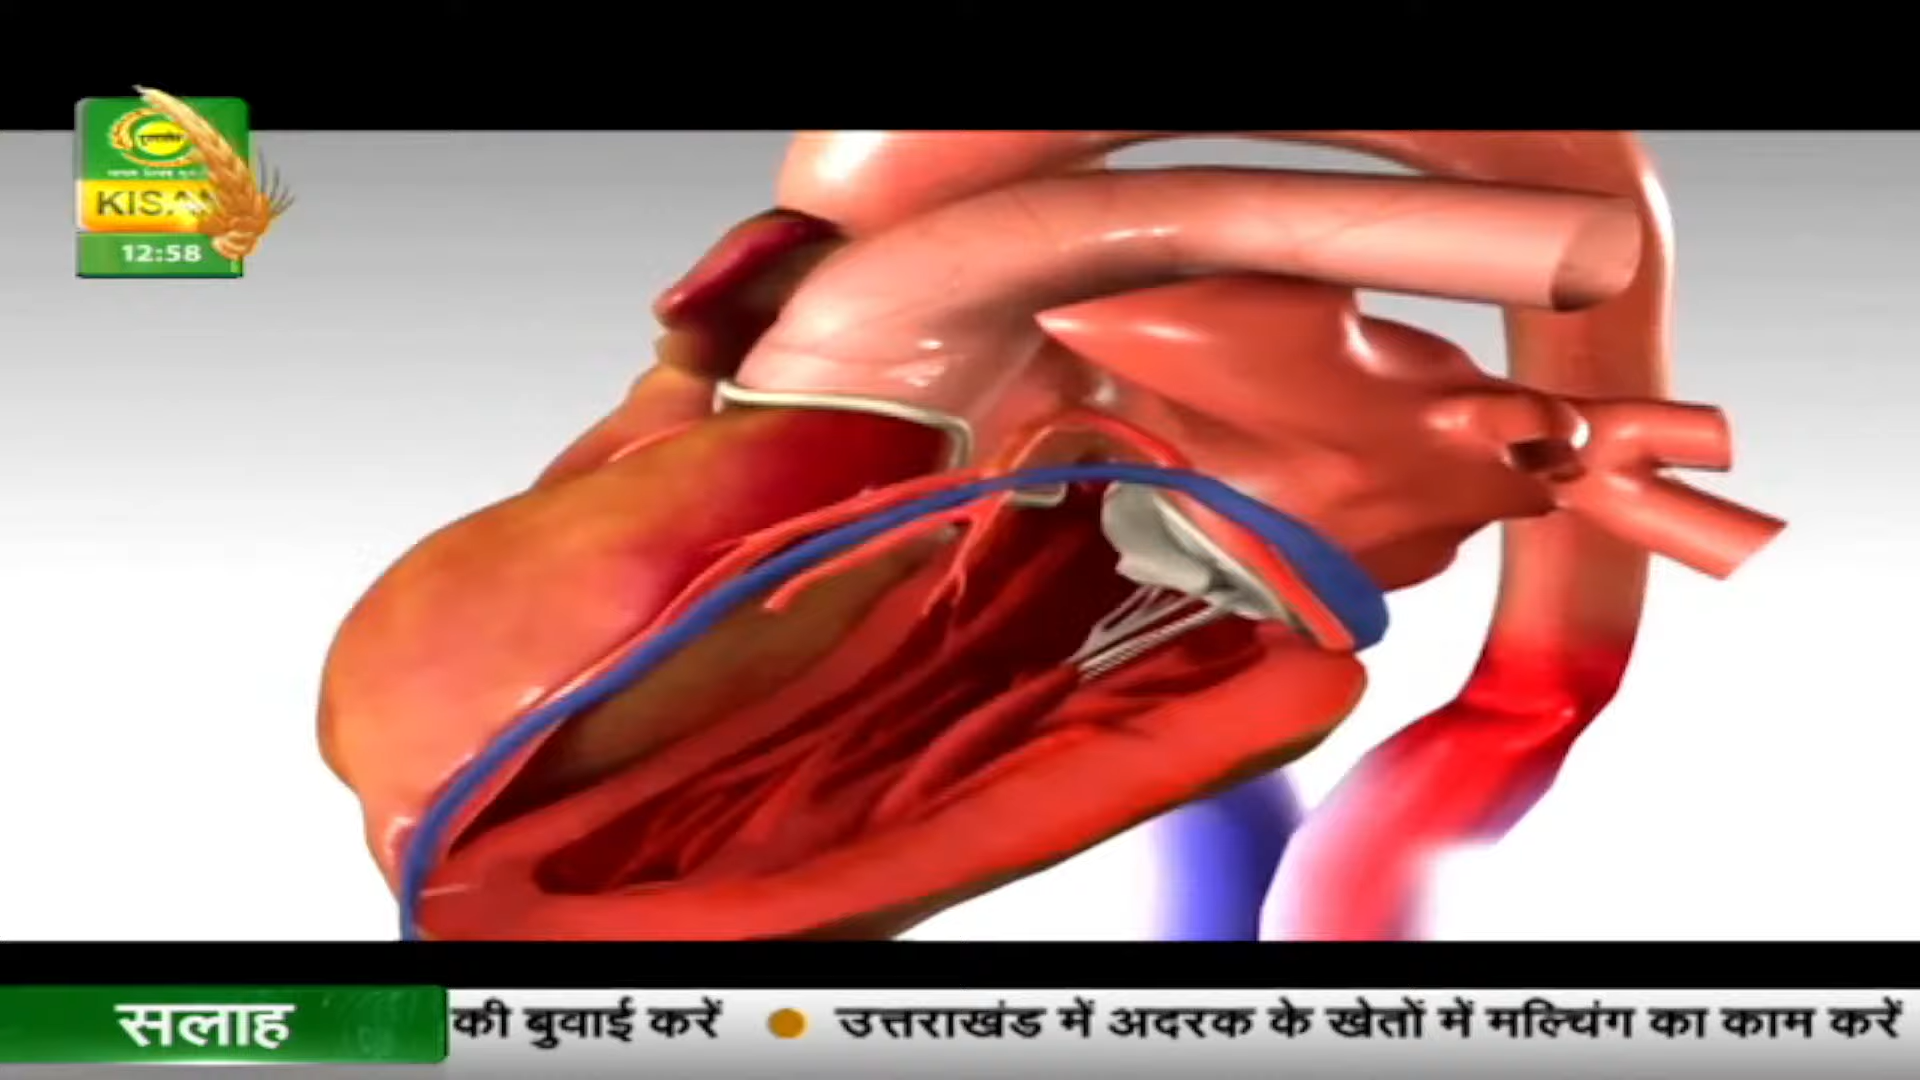 KISAN
12:58
सलाह
की बुवाई करें
उत्तराखंड में अदरक के खेतों में मल्चिंग का काम करें